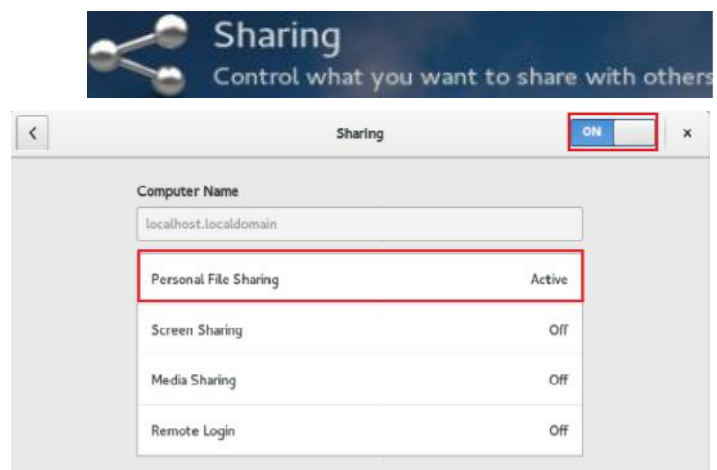 Sharing
Control what you want to share with others
Sharing
ON
x
Computer Name
localhost.localdomain
Personal File Sharing Active
Screen Sharing Off
Media Sharing Off
Remote Login Off